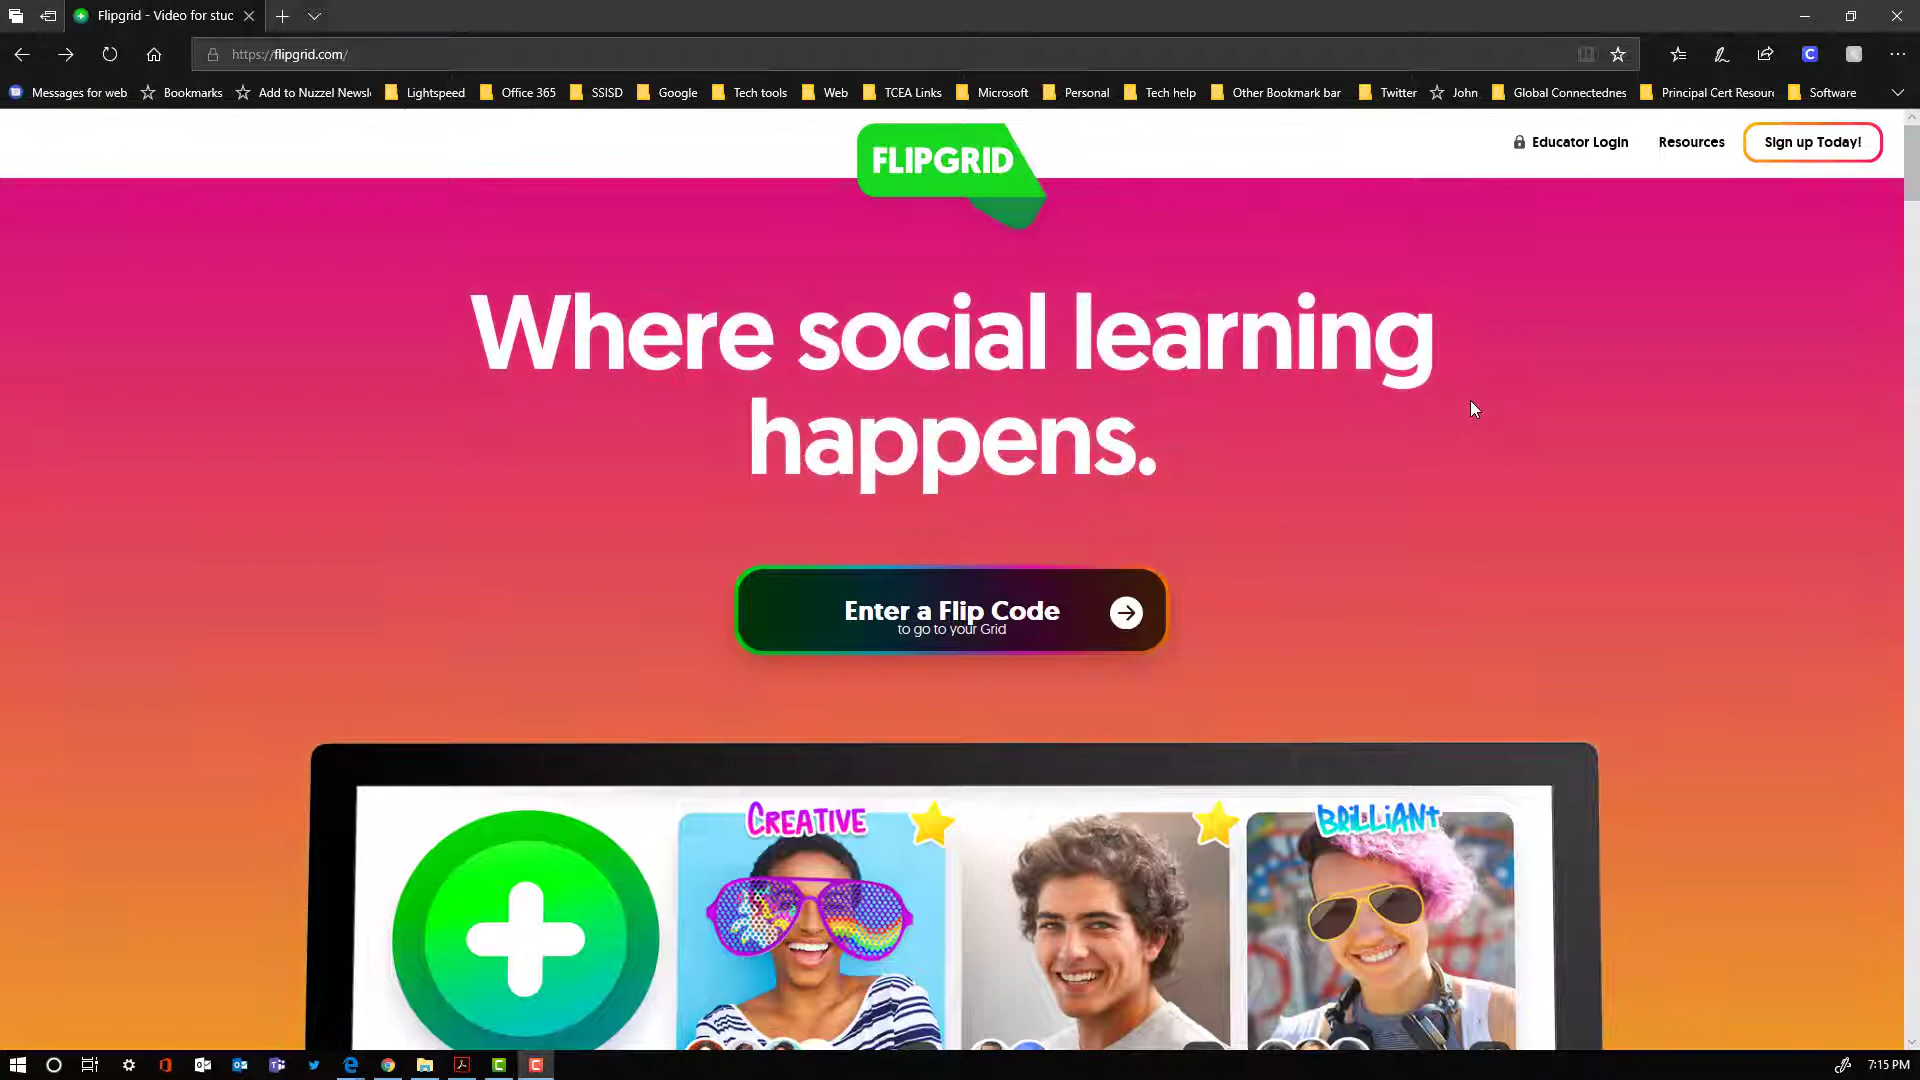 Flipgrid - Video for stuc
https://flipgrid.com/
Messages for web Bookmarks Add to Nuzzel Newsl Lightspeed Office 365 SSISD Google Tech tools Web TCEA Links Microsoft Personal Tech help Other Bookmark bar Twitter John Global Connectednes Principal Cert Resourc Software
FLIPGRID
Educator Login Resources Sign up Today!
Where social learning
happens.
Enter a Flip Code
to go to your Grid
CREATIVE BRiLLiANt
7:15 PM